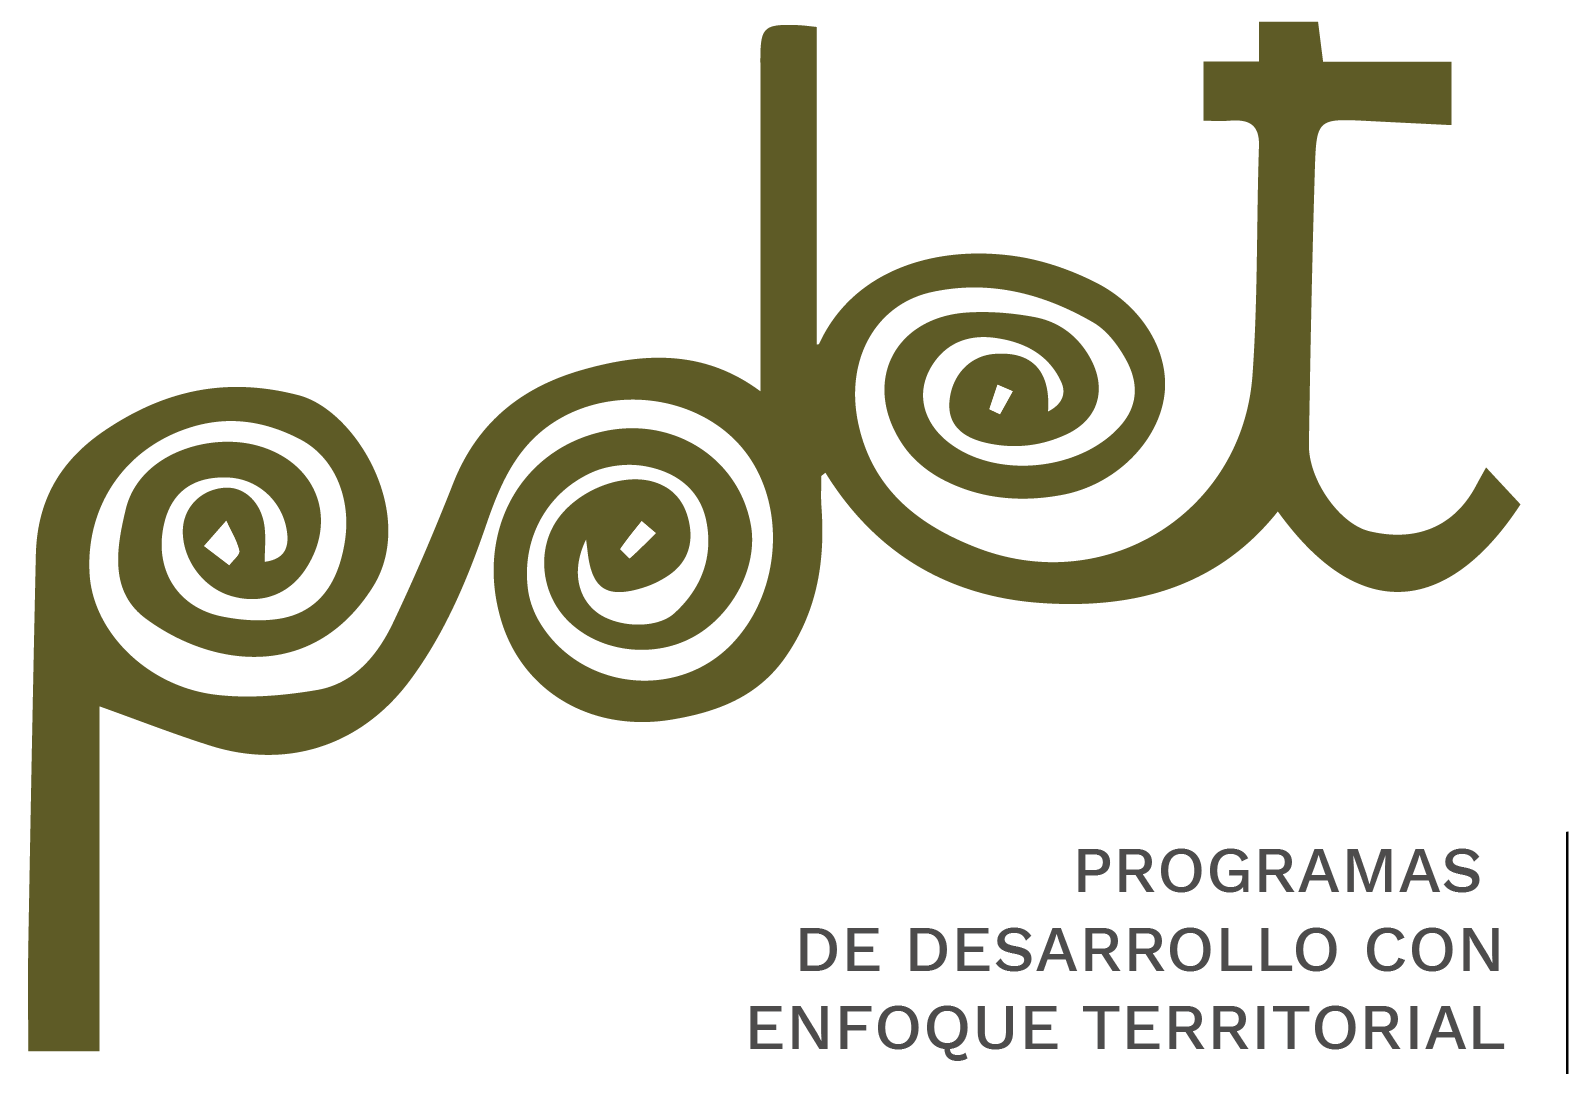 pdet
PROGRAMAS
DE DESARROLLO CON
ENFOQUE TERRITORIAL